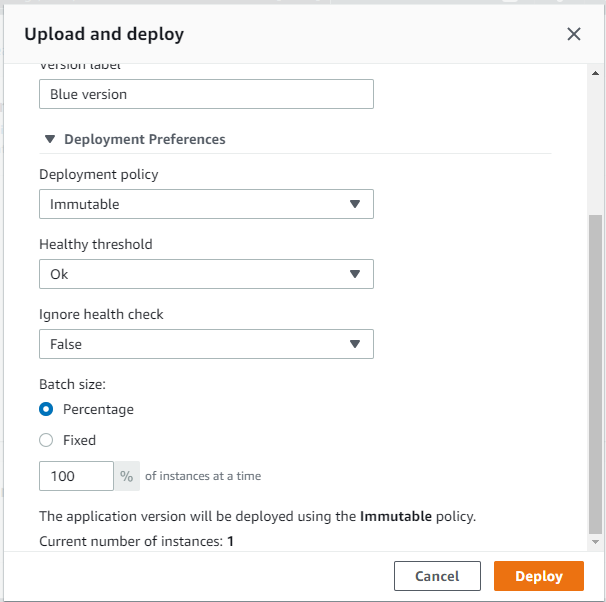 Upload and deploy
Version label
Blue version
Deployment Preferences
Deployment policy
Immutable
Healthy threshold
Ok
Ignore health check
False
Batch size:
Percentage
Fixed
100 % of instances at a time
The application version will be deployed using the Immutable policy.
Current number of instances: 1
Cancel Deploy